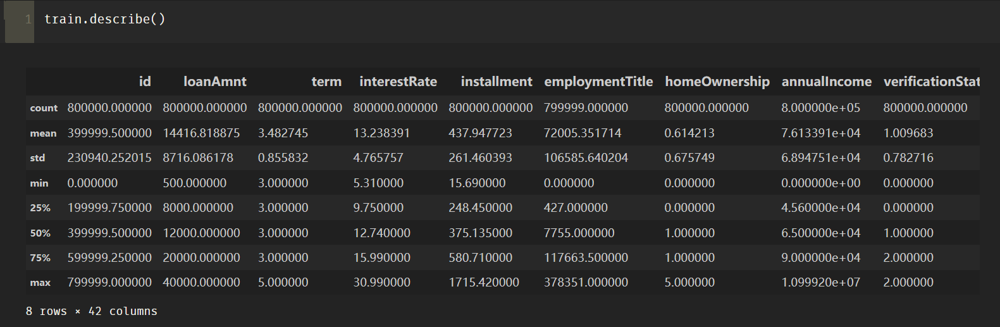 1 train.describe()
id loanAmnt term interestRate installment employmentTitle homeOwnership annualIncome verificationStat
count 800000.000000 800000.000000 800000.000000 800000.000000 800000.000000 799999.000000 800000.000000 8.000000e+05 800000.000000
mean 399999.500000 14416.818875 3.482745 13.238391 437.947723 72005.351714 0.614213 7.613391e+04 1.009683
std 230940.252015 8716.086178 0.855832 4.765757 261.460393 106585.640204 0.675749 6.894751e+04 0.782716
min 0.000000 500.000000 3.000000 5.310000 15.690000 0.000000 0.000000 0.000000e+00 0.000000
25% 199999.750000 8000.000000 3.000000 9.750000 248.450000 427.000000 0.000000 4.560000e+04 0.000000
50% 399999.500000 12000.000000 3.000000 12.740000 375.135000 7755.000000 1.000000 6.500000e+04 1.000000
75% 599999.250000 20000.000000 3.000000 15.990000 580.710000 117663.500000 1.000000 9.000000e+04 2.000000
max 799999.000000 40000.000000 5.000000 30.990000 1715.420000 378351.000000 5.000000 1.099920e+07 2.000000
8 rows × 42 columns